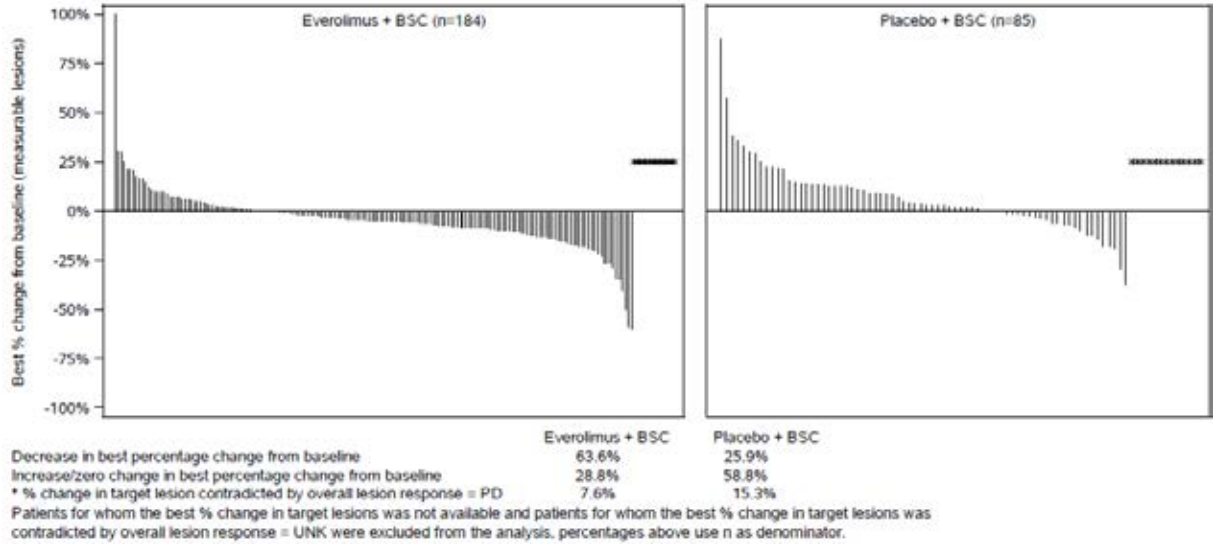 Everolimus + BSC (n=184)
Placebo + BSC (n=85)
Best % change from baseline (measurable lesions)
100%
75%
50%
25%
0%
-25%
-50%
-75%
-100%
Everolimus + BSC Placebo + BSC
Decrease in best percentage change from baseline 63.6% 25.9%
Increase/zero change in best percentage change from baseline 28.8% 58.8%
* % change in target lesion contradicted by overall lesion response = PD 7.6% 15.3%
Patients for whom the best % change in target lesions was not available and patients for whom the best % change in target lesions was
contradicted by overall lesion response = UNK were excluded from the analysis, percentages above use n as denominator.